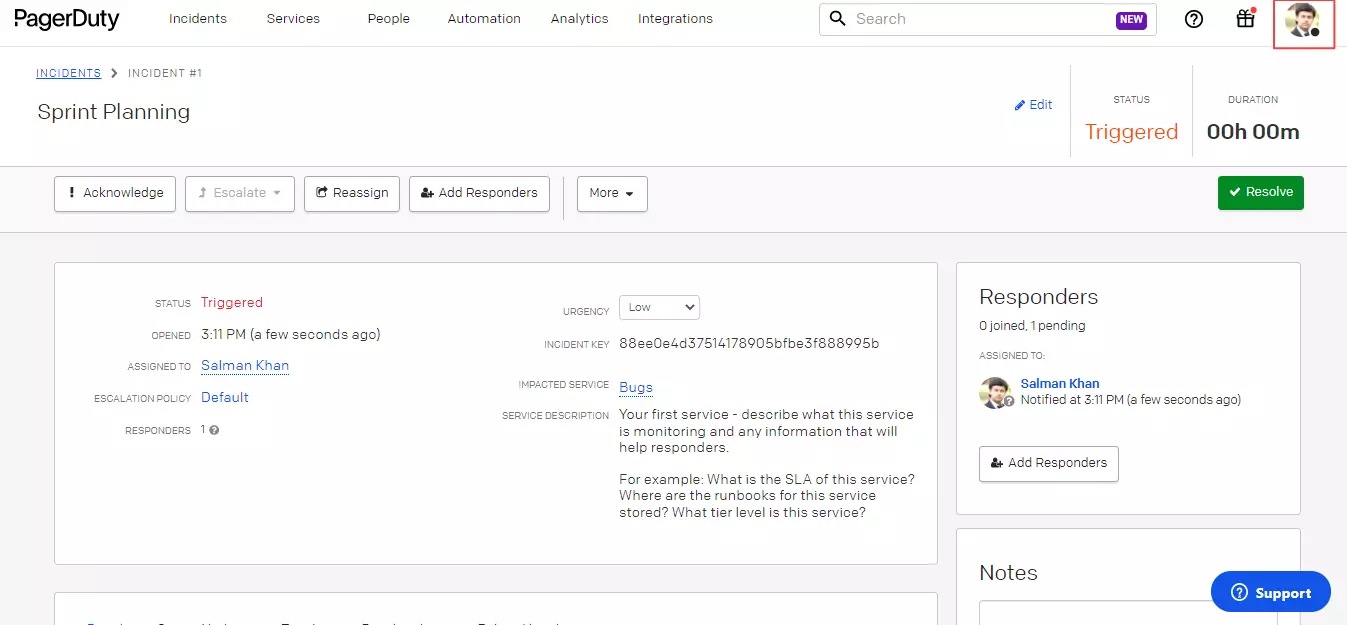 PagerDuty
Incidents Services People Automation Analytics Integrations
Search NEW
INCIDENTS > INCIDENT #1
Sprint Planning
Edit
STATUS
Triggered
DURATION
00h 00m
Acknowledge Escalate Reassign Add Responders More Resolve
STATUS Triggered
OPENED 3:11 PM (a few seconds ago)
ASSIGNED TO Salman Khan
ESCALATION POLICY Default
RESPONDERS 1
URGENCY Low
INCIDENT KEY 88ee0e4d37514178905bfbe3f888995b
IMPACTED SERVICE Bugs
SERVICE DESCRIPTION Your first service - describe what this service
is monitoring and any information that will
help responders.
For example: What is the SLA of this service?
Where are the runbooks for this service
stored? What tier level is this service?
Responders
0 joined, 1 pending
ASSIGNED TO:
Salman Khan
Notified at 3:11 PM (a few seconds ago)
Add Responders
Notes
Support